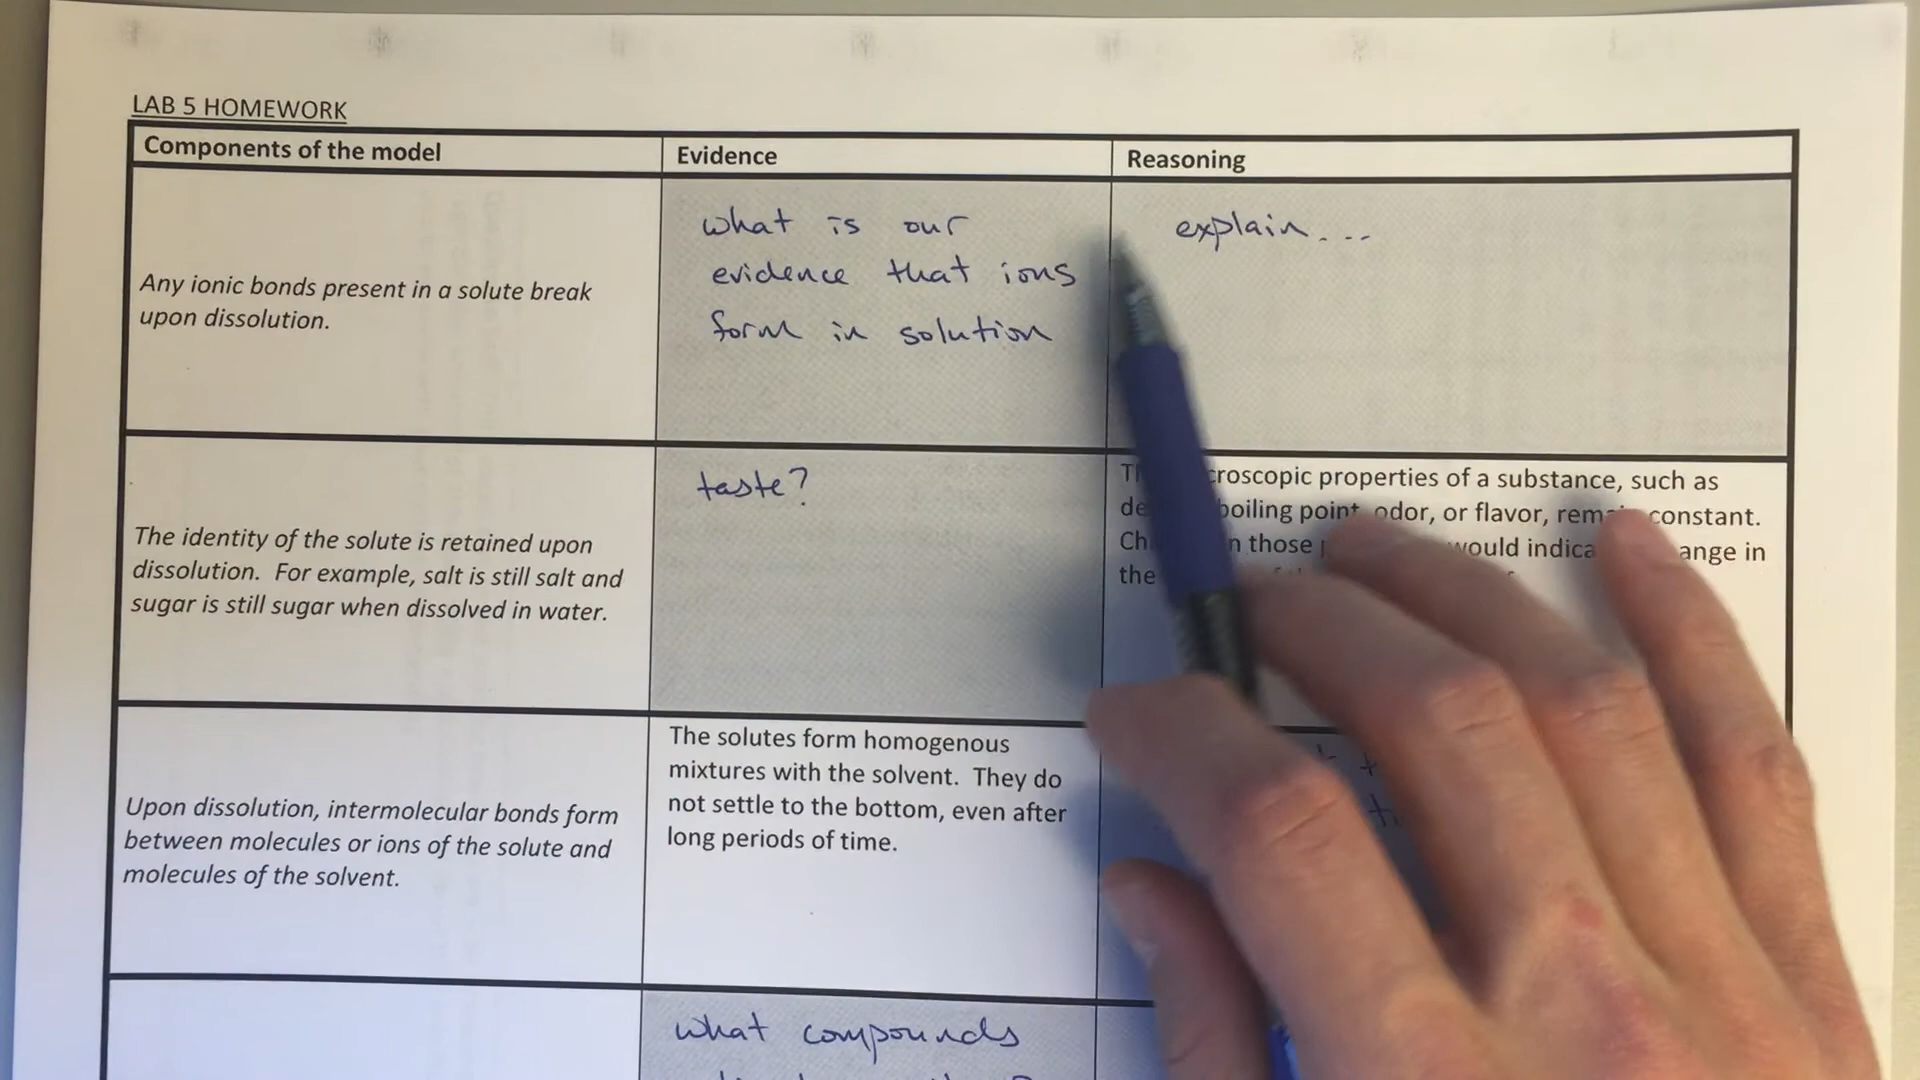 LAB 5 HOMEWORK
Components of the model
Evidence
Reasoning
Any ionic bonds present in a solute break
upon dissolution.
what is our
evidence that ions
form in solution
explain...
The identity of the solute is retained upon
dissolution. For example, salt is still salt and
sugar is still sugar when dissolved in water.
taste?
properties of a substance, such as
boiling point, odor, or flavor, constant.
those would
the
Upon dissolution, intermolecular bonds form
between molecules or ions of the solute and
molecules of the solvent.
The solutes form homogenous
mixtures with the solvent. They do
not settle to the bottom, even after
long periods of time.
what compounds